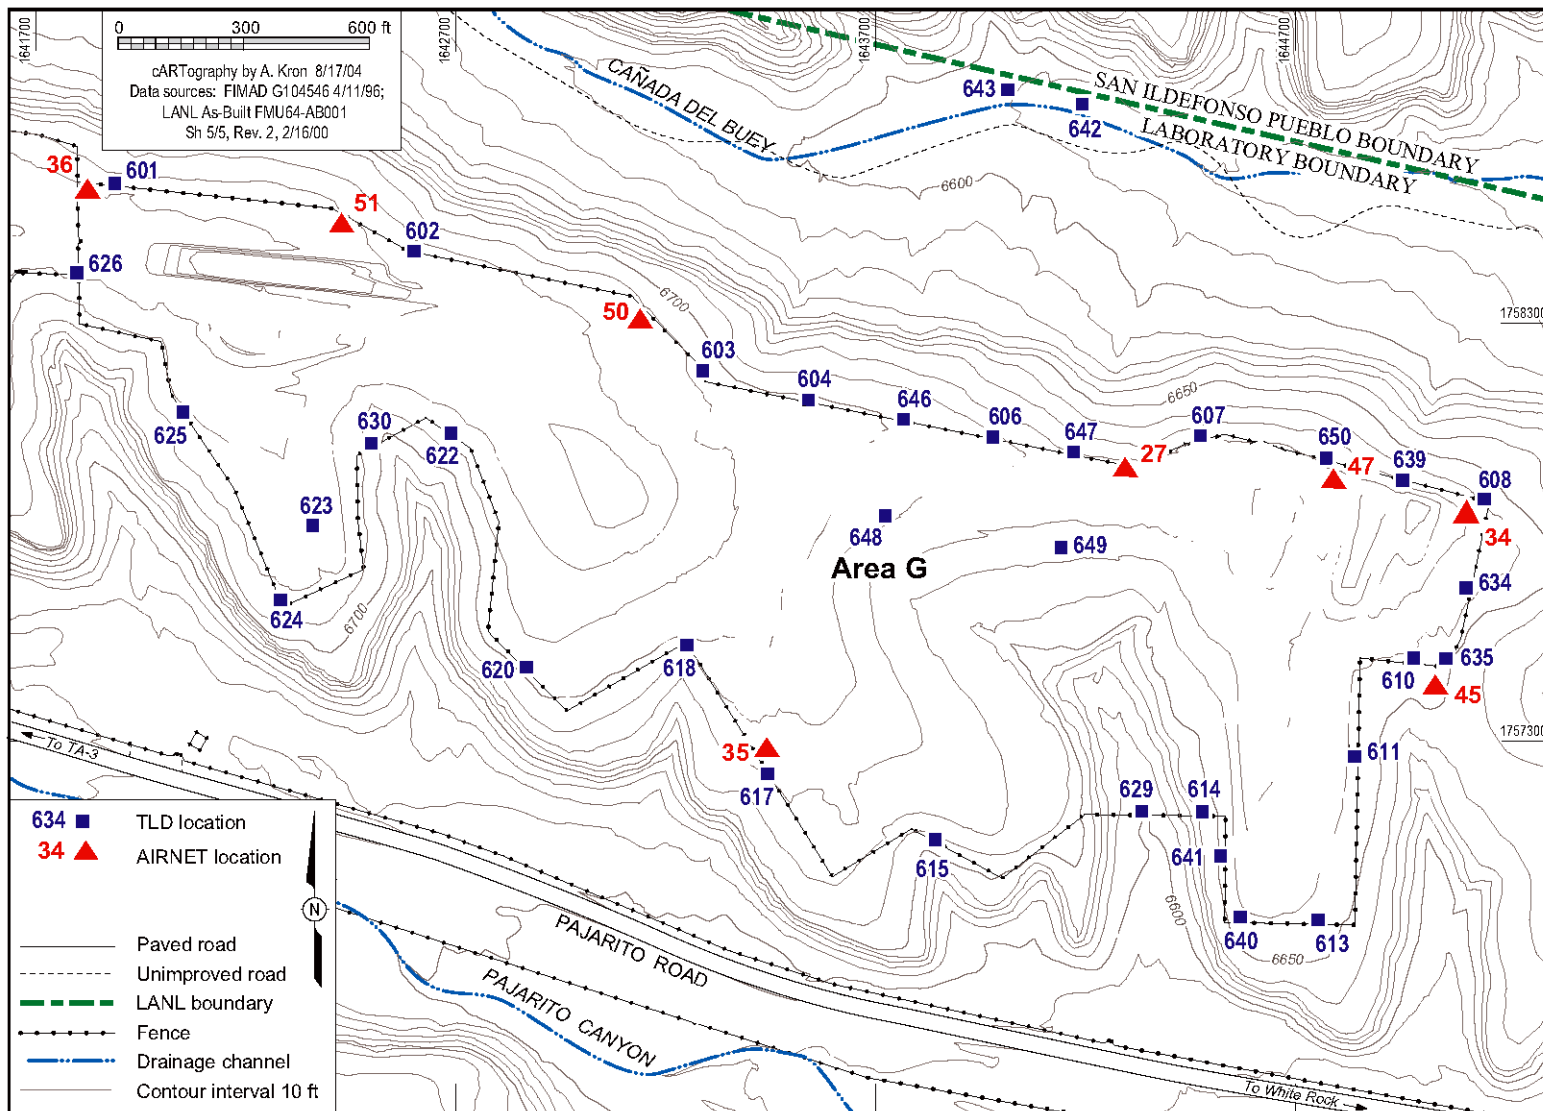 1641700
1642700
1643700
1644700
0 300 600 ft
cARTography by A. Kron 8/17/04
Data sources: FIMAD G104546 4/11/96;
LANL As-Built FMU64-AB001
Sh 5/5, Rev. 2, 2/16/00
CAÑADA DEL BUEY
643
642
SAN ILDEFONSO PUEBLO BOUNDARY
LABORATORY BOUNDARY
6600
36
601
51
602
626
50
6700
603
1758300
604
646
606
647
27
607
6650
650
47
639
608
34
625
630
622
623
648
649
Area G
634
624
6700
620
618
610
635
45
1757300
35
617
611
To TA-3
629
614
615
641
6600
640
613
6650
PAJARITO ROAD
PAJARITO CANYON
To White Rock
634 TLD location
34 AIRNET location
N
Paved road
Unimproved road
LANL boundary
Fence
Drainage channel
Contour interval 10 ft